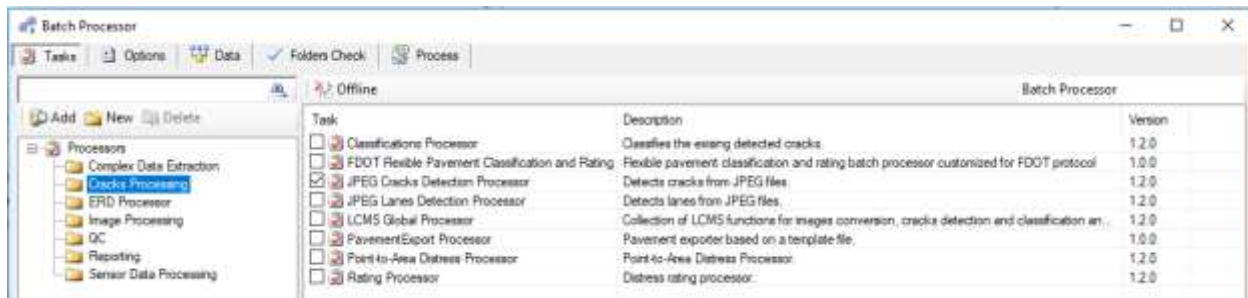 Batch Processor
Tasks Options Data Folders Check Process
Offline Batch Processor
Add New Delete
Task Description Version
Processors
Complex Data Extraction
Cracks Processing
ERD Processor
Image Processing
QC
Reporting
Sensor Data Processing
Classifications Processor Classifies the exising detected cracks. 1.2.0
FDOT Flexible Pavement Classification and Rating Flexible pavement classification and rating batch processor customized for FDOT protocol 1.0.0
JPEG Cracks Detection Processor Detects cracks from JPEG files. 1.2.0
JPEG Lanes Detection Processor Detects lanes from JPEG files. 1.2.0
LCMS Global Processor Collection of LCMS functions for images conversion, cracks detection and classification an... 1.2.0
PavementExport Processor Pavement exporter based on a template file. 1.0.0
Point-to-Area Distress Processor Point-to-Area Distress Processor. 1.2.0
Rating Processor Distress rating processor. 1.2.0